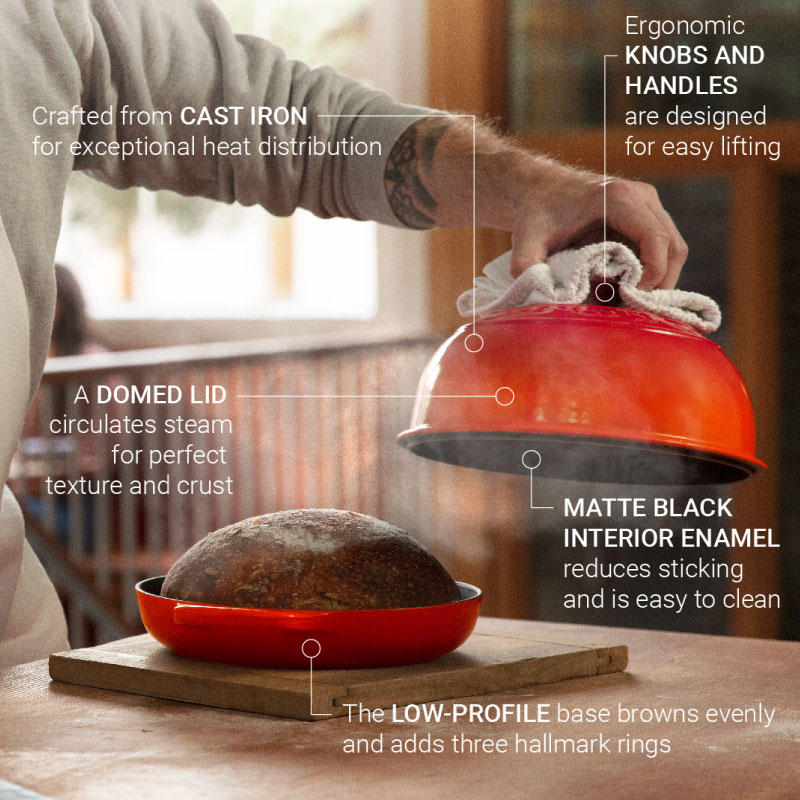 Ergonomic
KNOBS AND
HANDLES
are designed
for easy lifting
Crafted from CAST IRON
for exceptional heat distribution
A DOMED LID
circulates steam
for perfect
texture and crust
MATTE BLACK
INTERIOR ENAMEL
reduces sticking
and is easy to clean
The LOW-PROFILE base browns evenly
and adds three hallmark rings